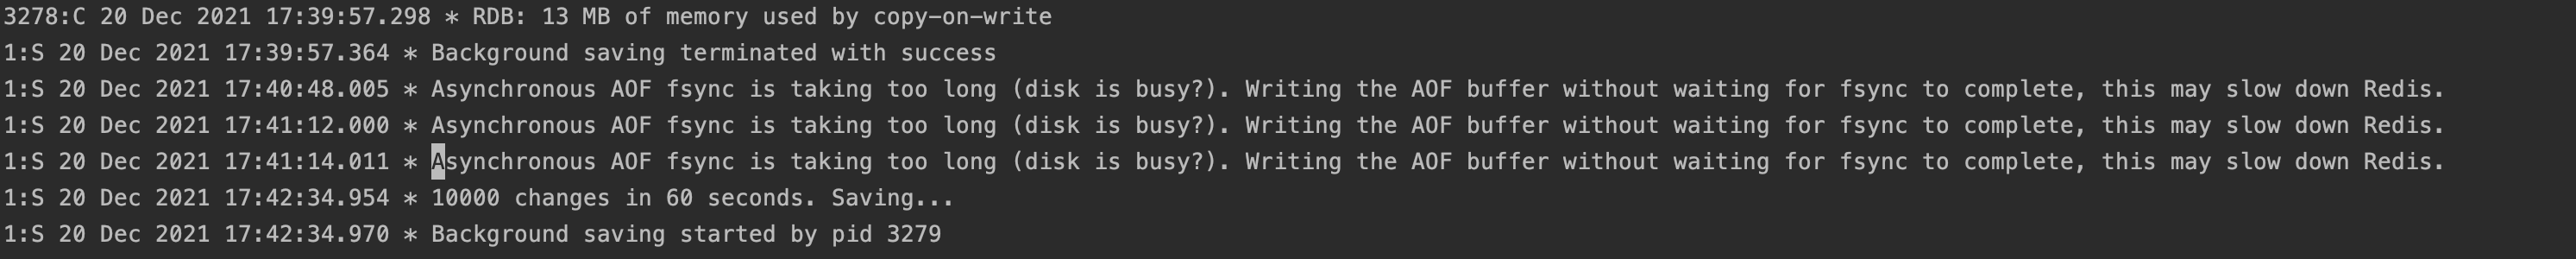 3278:C 20 Dec 2021 17:39:57.298 * RDB: 13 MB of memory used by copy-on-write
1:S 20 Dec 2021 17:39:57.364 * Background saving terminated with success
1:S 20 Dec 2021 17:40:48.005 * Asynchronous AOF fsync is taking too long (disk is busy?). Writing the AOF buffer without waiting for fsync to complete, this may slow down Redis.
1:S 20 Dec 2021 17:41:12.000 * Asynchronous AOF fsync is taking too long (disk is busy?). Writing the AOF buffer without waiting for fsync to complete, this may slow down Redis.
1:S 20 Dec 2021 17:41:14.011 * Asynchronous AOF fsync is taking too long (disk is busy?). Writing the AOF buffer without waiting for fsync to complete, this may slow down Redis.
1:S 20 Dec 2021 17:42:34.954 * 10000 changes in 60 seconds. Saving...
1:S 20 Dec 2021 17:42:34.970 * Background saving started by pid 3279